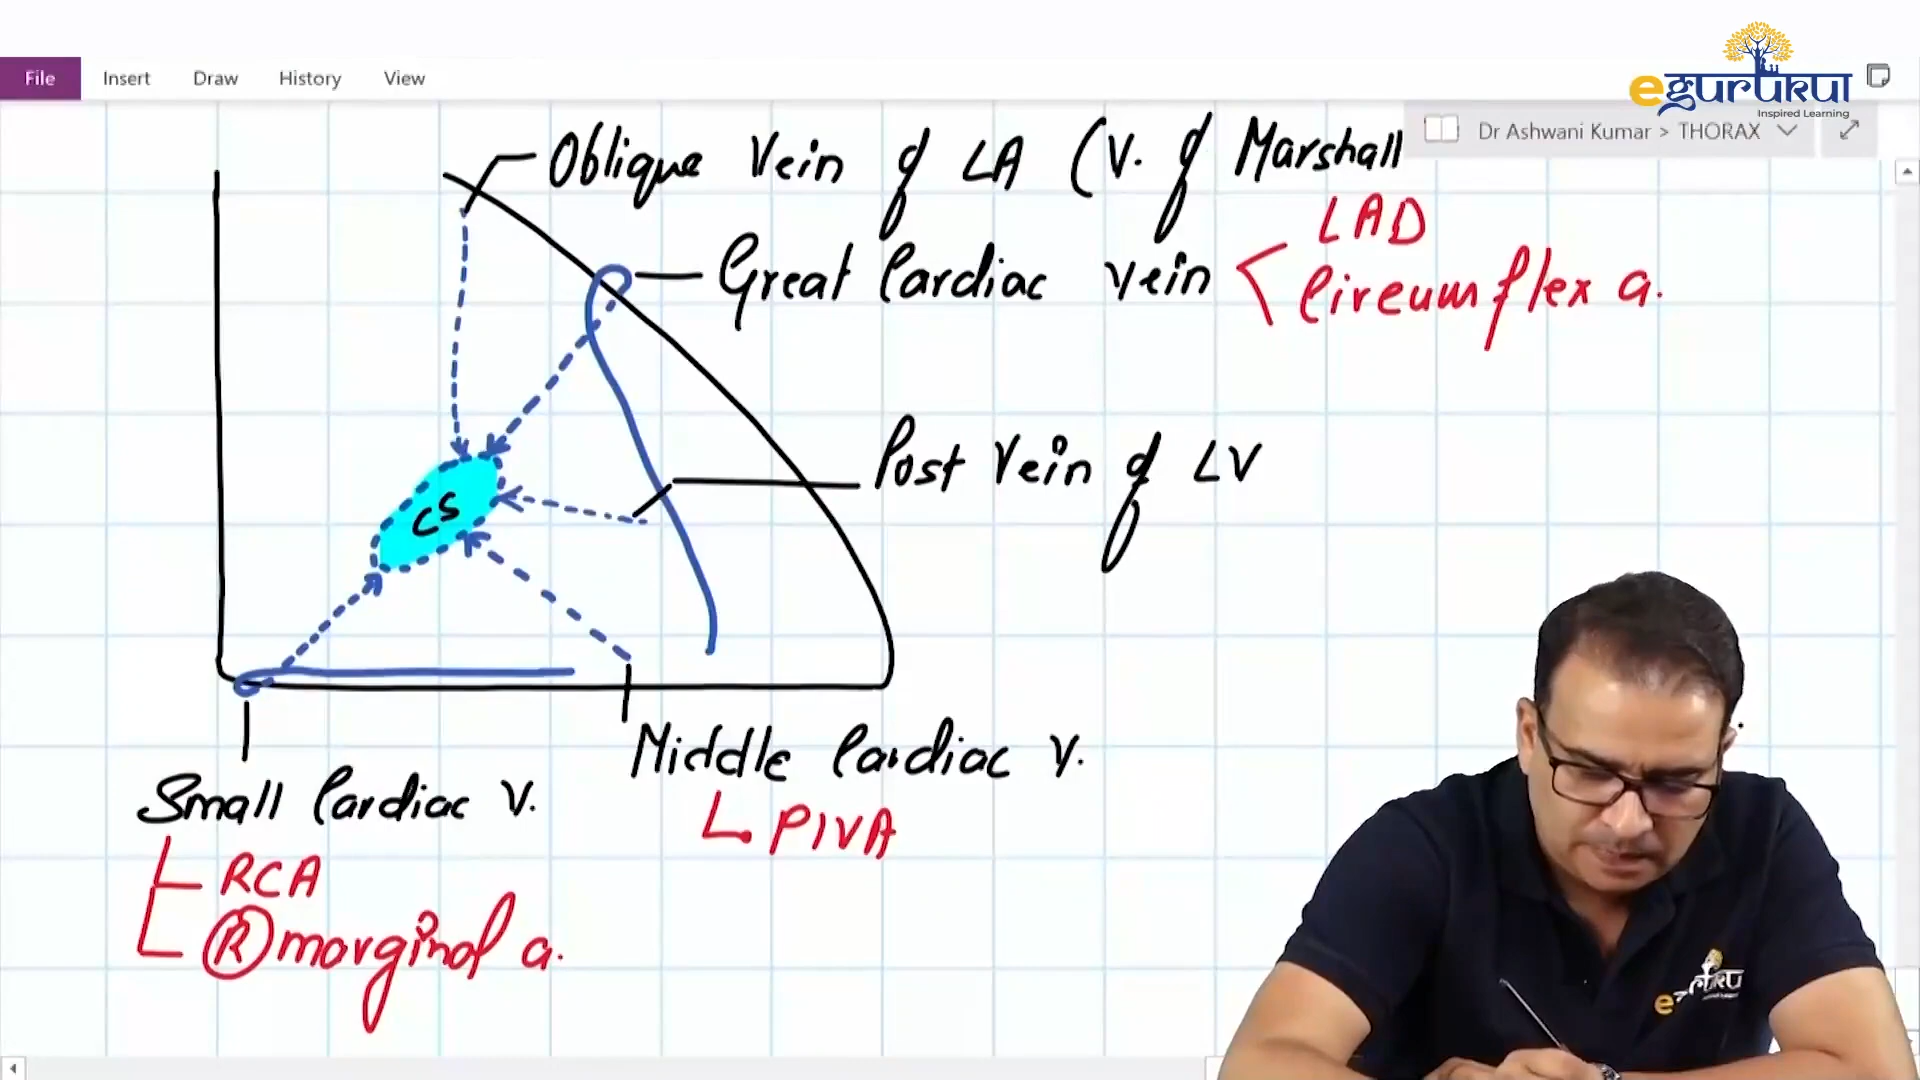 egurukul
Inspired Learning
File Insert Draw History View
Dr Ashwani Kumar > THORAX
Oblique Vein of LA (V. of Marshall
LAD
Great Cardiac vein
Circumflex a.
Post Vein of LV
CS
Middle Cardiac V.
PIVA
Small Cardiac V.
RCA
R marginal a.
egurukul